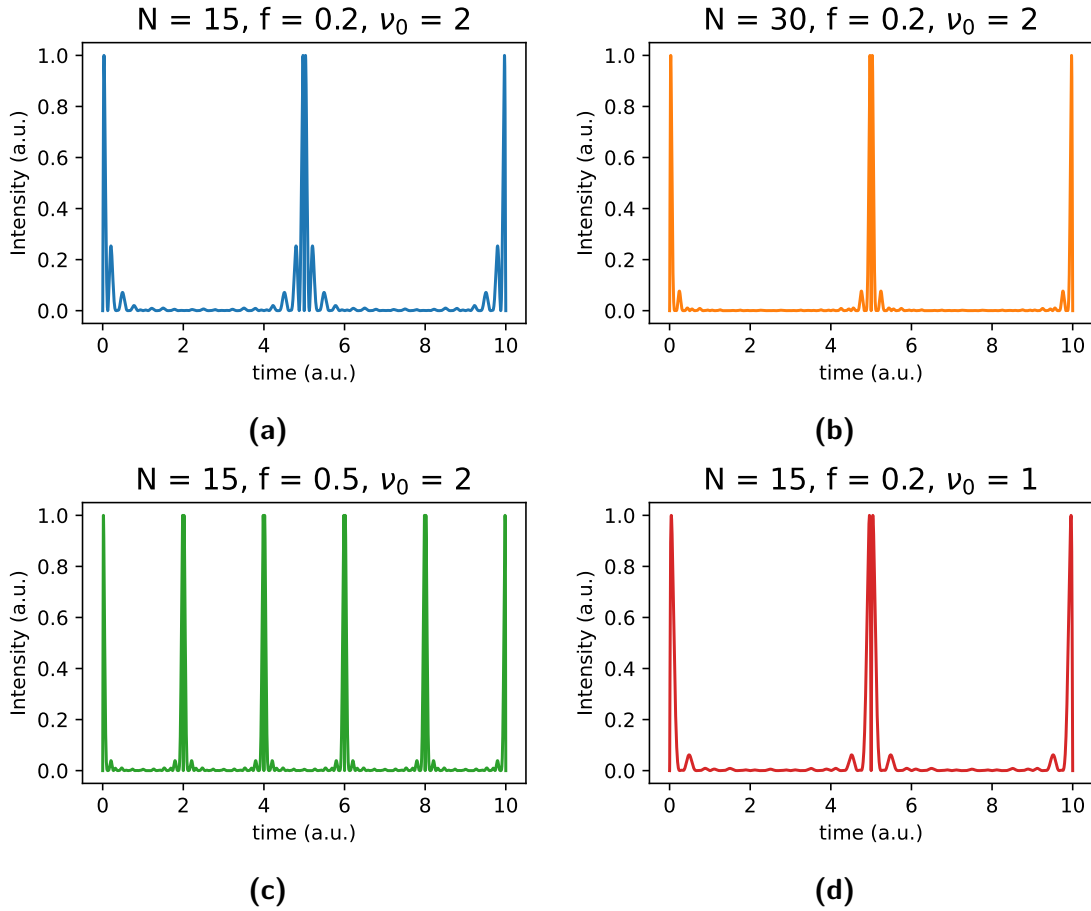 N = 15, f = 0.2, ν₀ = 2
N = 30, f = 0.2, ν₀ = 2
1.0
0.8
0.6
0.4
0.2
0.0
Intensity (a.u.)
0 2 4 6 8 10
time (a.u.)
1.0
0.8
0.6
0.4
0.2
0.0
Intensity (a.u.)
0 2 4 6 8 10
time (a.u.)
(a)
(b)
N = 15, f = 0.5, ν₀ = 2
N = 15, f = 0.2, ν₀ = 1
1.0
0.8
0.6
0.4
0.2
0.0
Intensity (a.u.)
0 2 4 6 8 10
time (a.u.)
1.0
0.8
0.6
0.4
0.2
0.0
Intensity (a.u.)
0 2 4 6 8 10
time (a.u.)
(c)
(d)